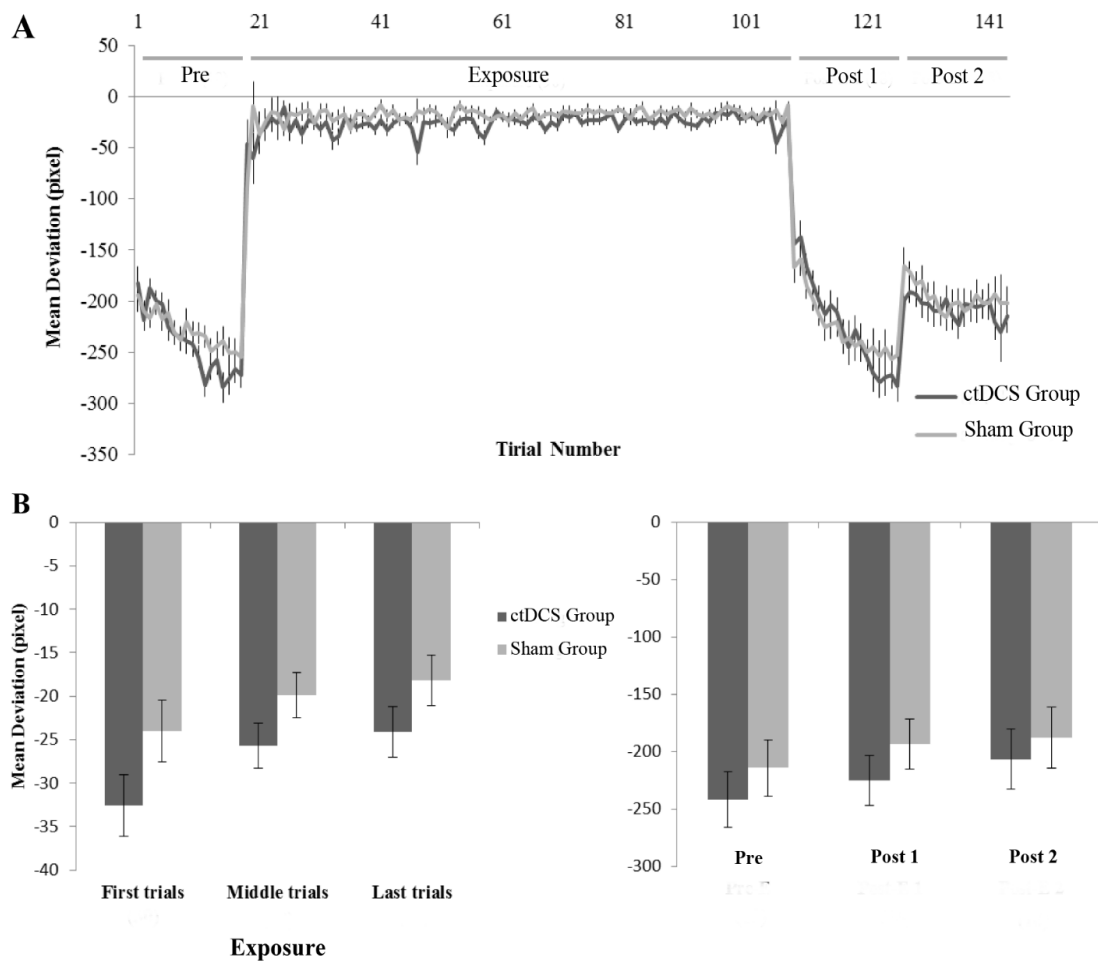 A
1 21 41 61 81 101 121 141
50
Pre Exposure Post 1 Post 2
0
-50
-100
-150
-200
-250
-300
-350
Mean Deviation (pixel)
ctDCS Group
Sham Group
Tirial Number
B
0
-5
-10
-15
-20
-25
-30
-35
-40
Mean Deviation (pixel)
ctDCS Group
Sham Group
First trials Middle trials Last trials
Exposure
0
-50
-100
-150
-200
-250
-300
Pre Post 1 Post 2